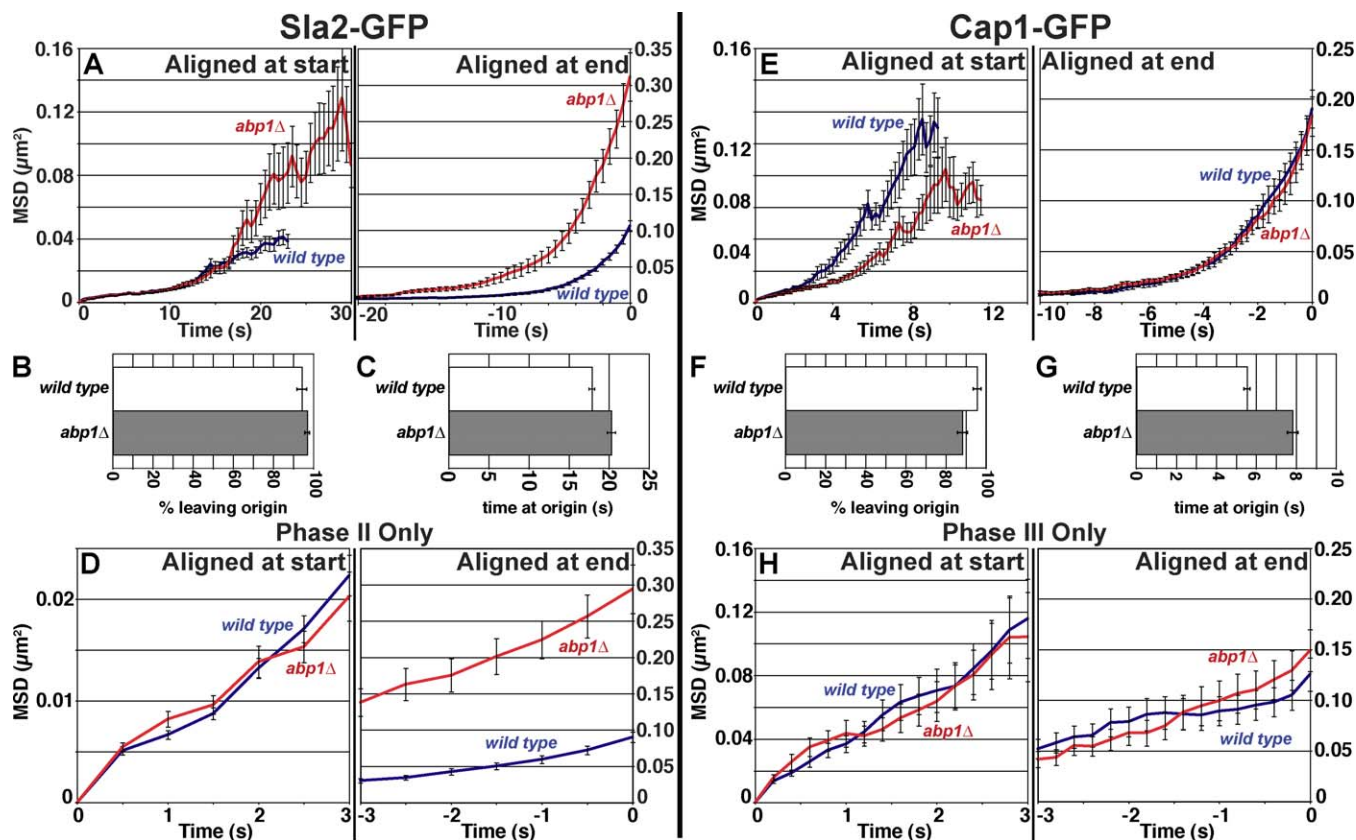 Sla2-GFP
Cap1-GFP
A
Aligned at start
Aligned at end
MSD (µm²)
0.16
0.12
0.08
0.04
0
abp1Δ
wild type
0 10 20 30
Time (s)
abp1Δ
wild type
0.35
0.30
0.25
0.20
0.15
0.10
0.05
0
-20 -10 0
Time (s)
E
Aligned at start
Aligned at end
MSD (µm²)
0.16
0.12
0.08
0.04
0
wild type
abp1Δ
0 4 8 12
Time (s)
wild type
abp1Δ
0.25
0.20
0.15
0.10
0.05
0
-10 -8 -6 -4 -2 0
Time (s)
B
wild type
abp1Δ
0 20 40 60 80 100
% leaving origin
C
wild type
abp1Δ
0 5 10 15 20 25
time at origin (s)
F
wild type
abp1Δ
0 20 40 60 80 100
% leaving origin
G
wild type
abp1Δ
0 2 4 6 8 10
time at origin (s)
Phase II Only
D
Aligned at start
Aligned at end
MSD (µm²)
0.02
0.01
0
wild type
abp1Δ
0 1 2 3
Time (s)
abp1Δ
wild type
0.35
0.30
0.25
0.20
0.15
0.10
0.05
0
-3 -2 -1 0
Time (s)
Phase III Only
H
Aligned at start
Aligned at end
MSD (µm²)
0.16
0.12
0.08
0.04
0
wild type
abp1Δ
0 1 2 3
Time (s)
abp1Δ
wild type
0.25
0.20
0.15
0.10
0.05
0
-3 -2 -1 0
Time (s)